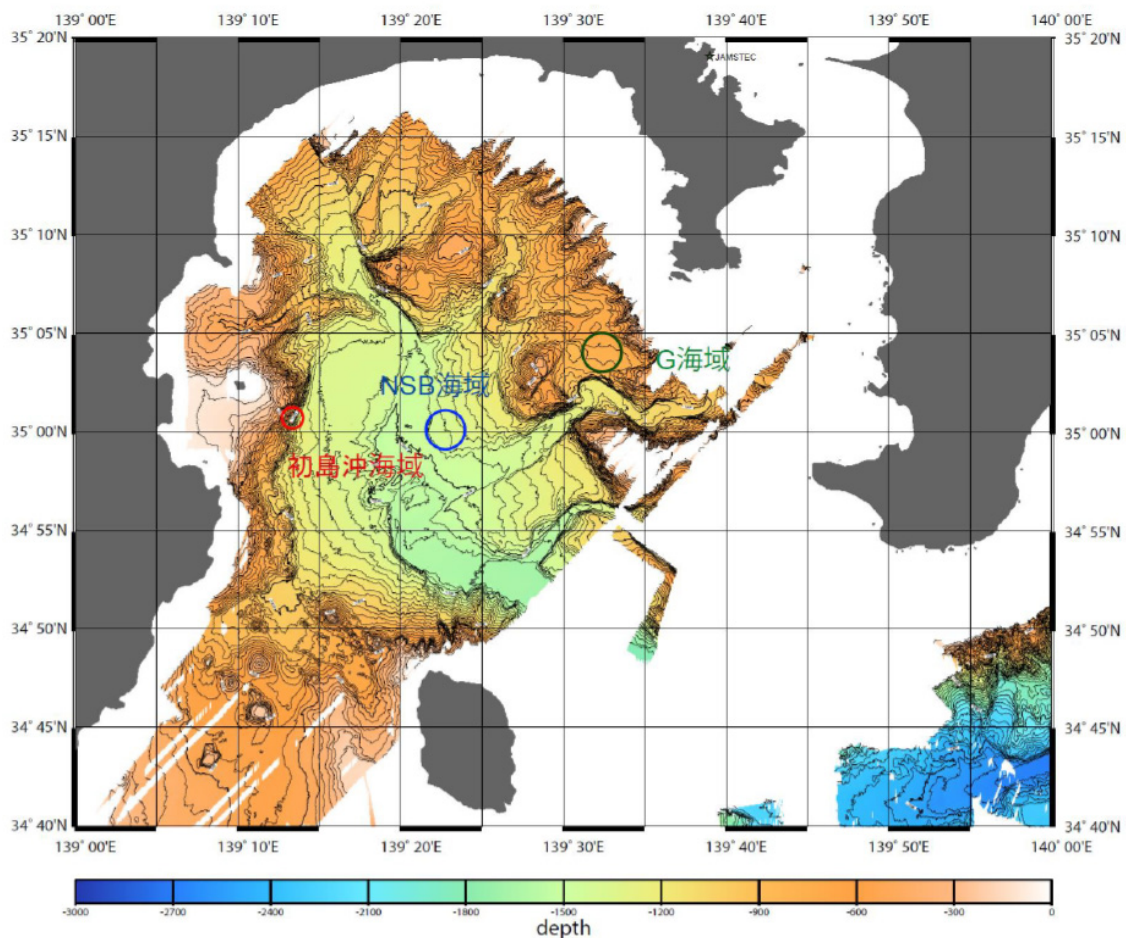 139° 00'E 139° 10'E 139° 20'E 139° 30'E 139° 40'E 139° 50'E 140° 00'E
35° 20'N 35° 20'N
★JAMSTEC
35° 15'N 35° 15'N
35° 10'N 35° 10'N
35° 05'N 35° 05'N
G海域
NSB海域
35° 00'N 35° 00'N
初島沖海域
34° 55'N 34° 55'N
34° 50'N 34° 50'N
34° 45'N 34° 45'N
34° 40'N 34° 40'N
139° 00'E 139° 10'E 139° 20'E 139° 30'E 139° 40'E 139° 50'E 140° 00'E
-3000 -2700 -2400 -2100 -1800 -1500 -1200 -900 -600 -300 0
depth